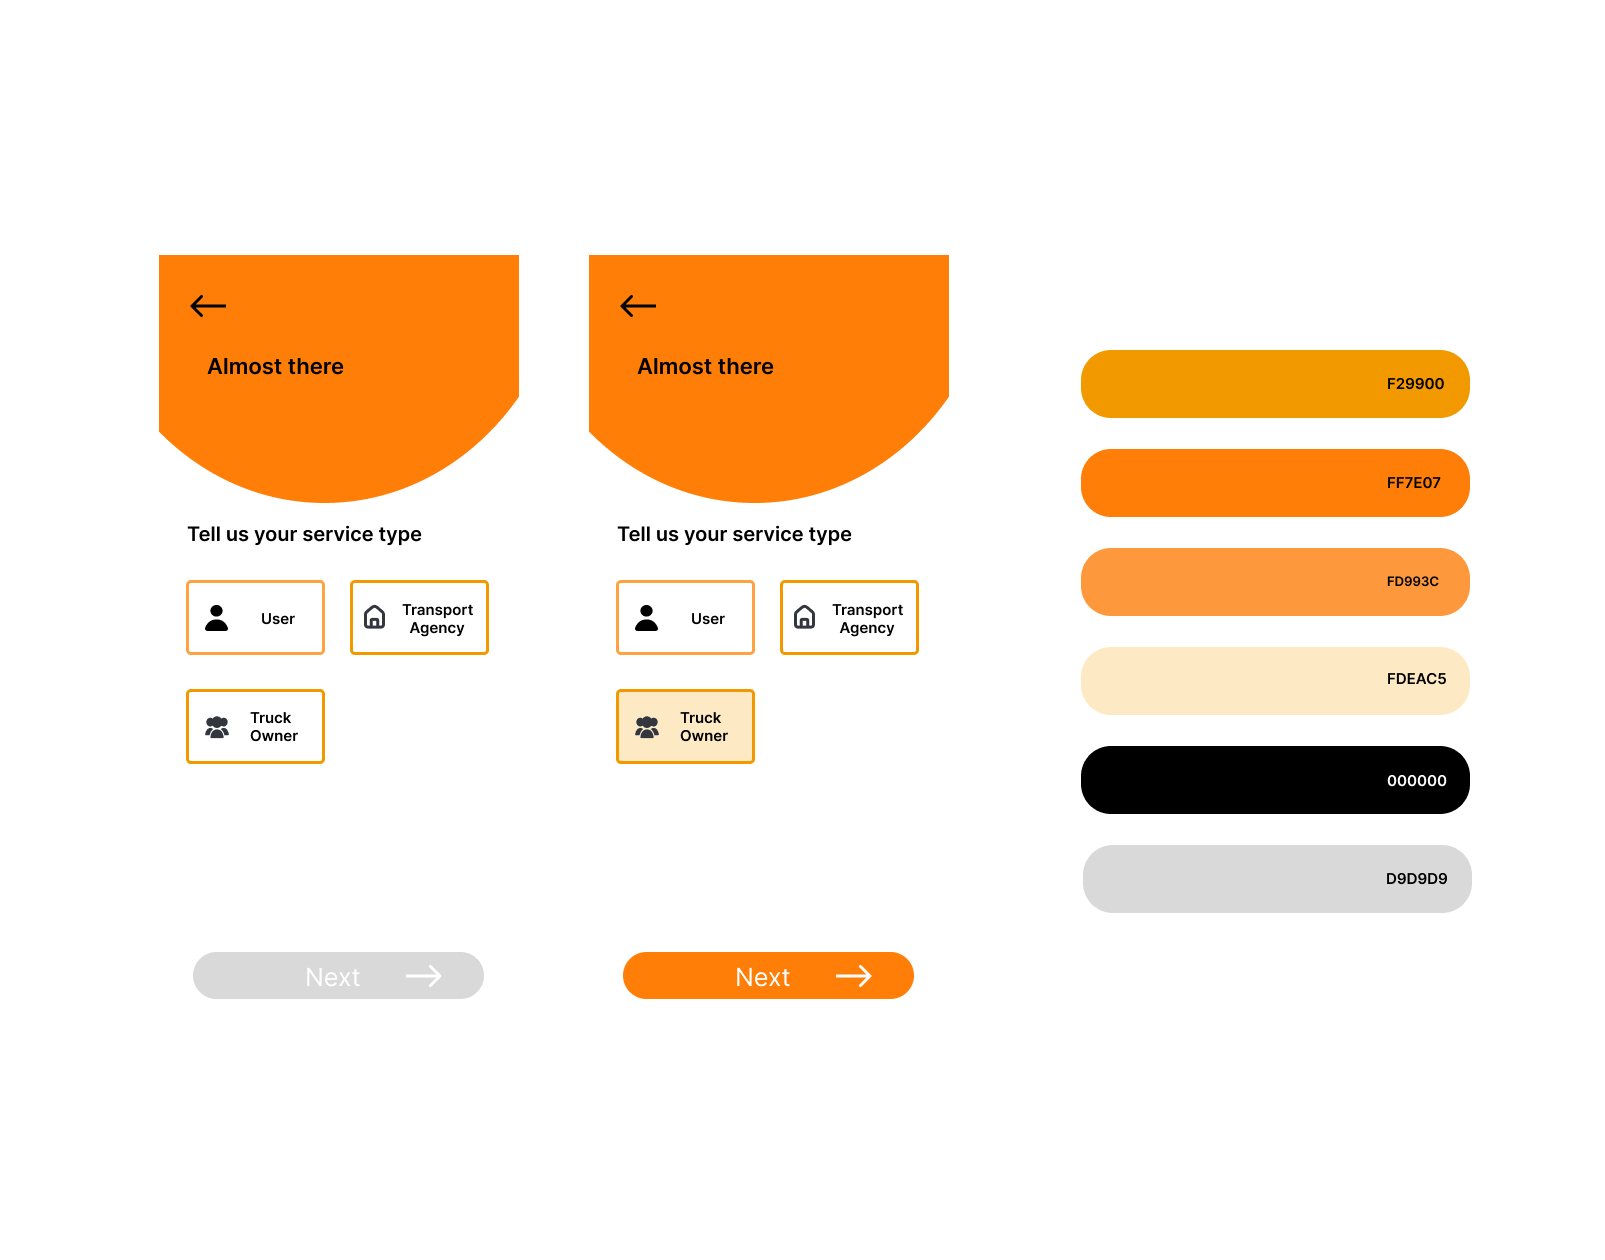 Almost there
Tell us your service type
User
Transport
Agency
Truck
Owner
Next
Almost there
Tell us your service type
User
Transport
Agency
Truck
Owner
Next
F29900
FF7E07
FD993C
FDEAC5
000000
D9D9D9